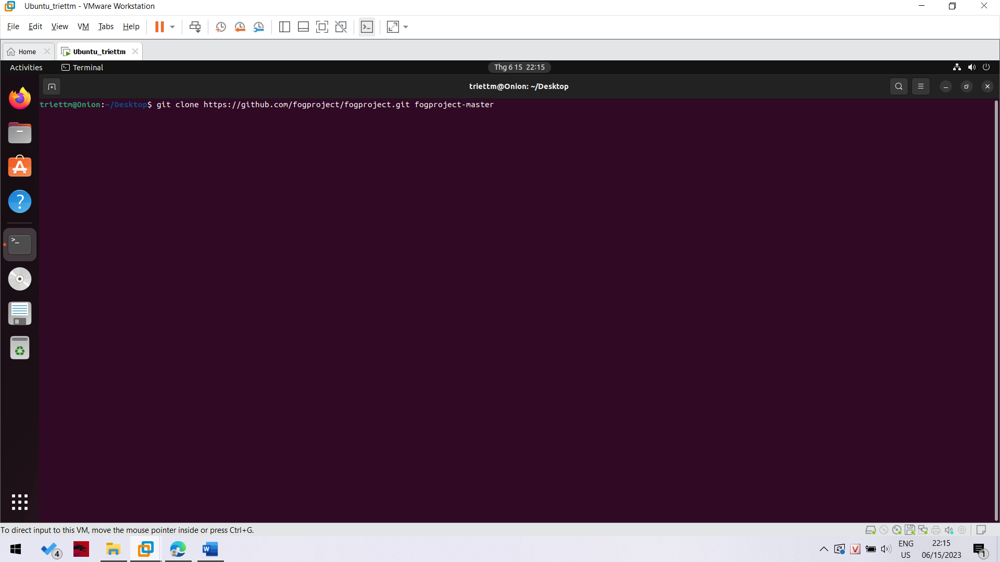 Ubuntu_triettm - VMware Workstation
File Edit View VM Tabs Help
Home
Ubuntu_triettm
Activities Terminal Thg 6 15 22:15
triettm@Onion: ~/Desktop
triettm@Onion:~/Desktop$ git clone https://github.com/fogproject/fogproject.git fogproject-master
To direct input to this VM, move the mouse pointer inside or press Ctrl+G.
4
W
V
ENG
US
22:15
06/15/2023
1